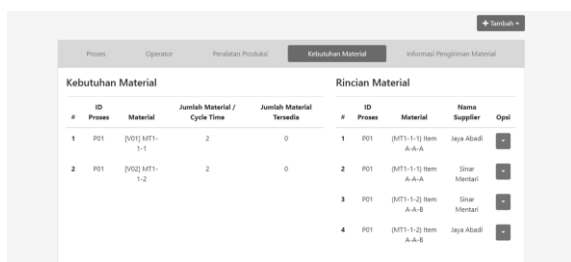 + Tambah
Proses Operator Peralatan Produksi Kebutuhan Material Informasi Pengiriman Material
Kebutuhan Material
# ID Proses Material Jumlah Material / Cycle Time Jumlah Material Tersedia
1 P01 [V01] MT1-1-1 2 0
2 P01 [V02] MT1-1-2 2 0
Rincian Material
# ID Proses Material Nama Supplier Opsi
1 P01 (MT1-1-1) Item A-A-A Jaya Abadi
2 P01 (MT1-1-1) Item A-A-A Sinar Mentari
3 P01 (MT1-1-2) Item A-A-B Sinar Mentari
4 P01 (MT1-1-2) Item A-A-B Jaya Abadi